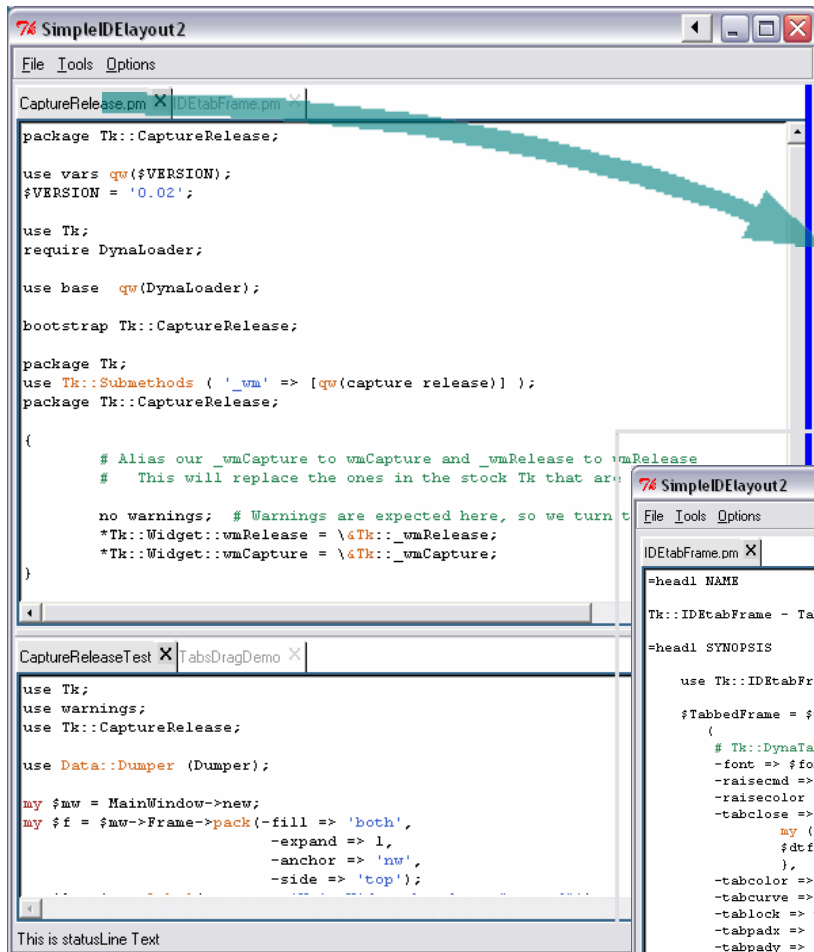 SimpleIDElayout2
File Tools Options
CaptureRelease.pm IDEtabFrame.pm
package Tk::CaptureRelease;
use vars qw($VERSION);
$VERSION = '0.02';
use Tk;
require DynaLoader;
use base  qw(DynaLoader);
bootstrap Tk::CaptureRelease;
package Tk;
use Tk::Submethods ( '_wm' => [qw(capture release)] );
package Tk::CaptureRelease;
{
# Alias our _wmCapture to wmCapture and _wmRelease to wmRelease
#   This will replace the ones in the stock Tk that are
no warnings;  # Warnings are expected here, so we turn t
*Tk::Widget::wmRelease = \&Tk::_wmRelease;
*Tk::Widget::wmCapture = \&Tk::_wmCapture;
}
CaptureReleaseTest TabsDragDemo
use Tk;
use warnings;
use Tk::CaptureRelease;
use Data::Dumper (Dumper);
my $mw = MainWindow->new;
my $f = $mw->Frame->pack(-fill => 'both',
-expand => 1,
-anchor => 'nw',
-side => 'top');
This is statusLine Text
SimpleIDElayout2
File Tools Options
IDEtabFrame.pm
=head1 NAME
Tk::IDEtabFrame - Ta
=head1 SYNOPSIS
use Tk::IDEtabFr
$TabbedFrame = $
(
# Tk::DynaTa
-font => $fo
-raisecmd =>
-raisecolor
-tabclose =>
my (
$dtf
},
-tabcolor =>
-tabcurve =>
-tablock =>
-tabpadx =>
-tabpady =>